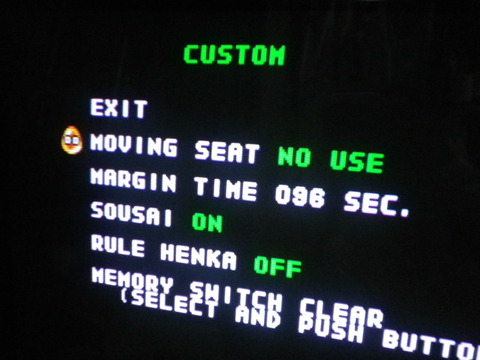 CUSTOM
EXIT
MOVING SEAT NO USE
MARGIN TIME 096 SEC.
SOUSAI ON
RULE HENKA OFF
MEMORY SWITCH CLEAR
(SELECT AND PUSH BUTTO